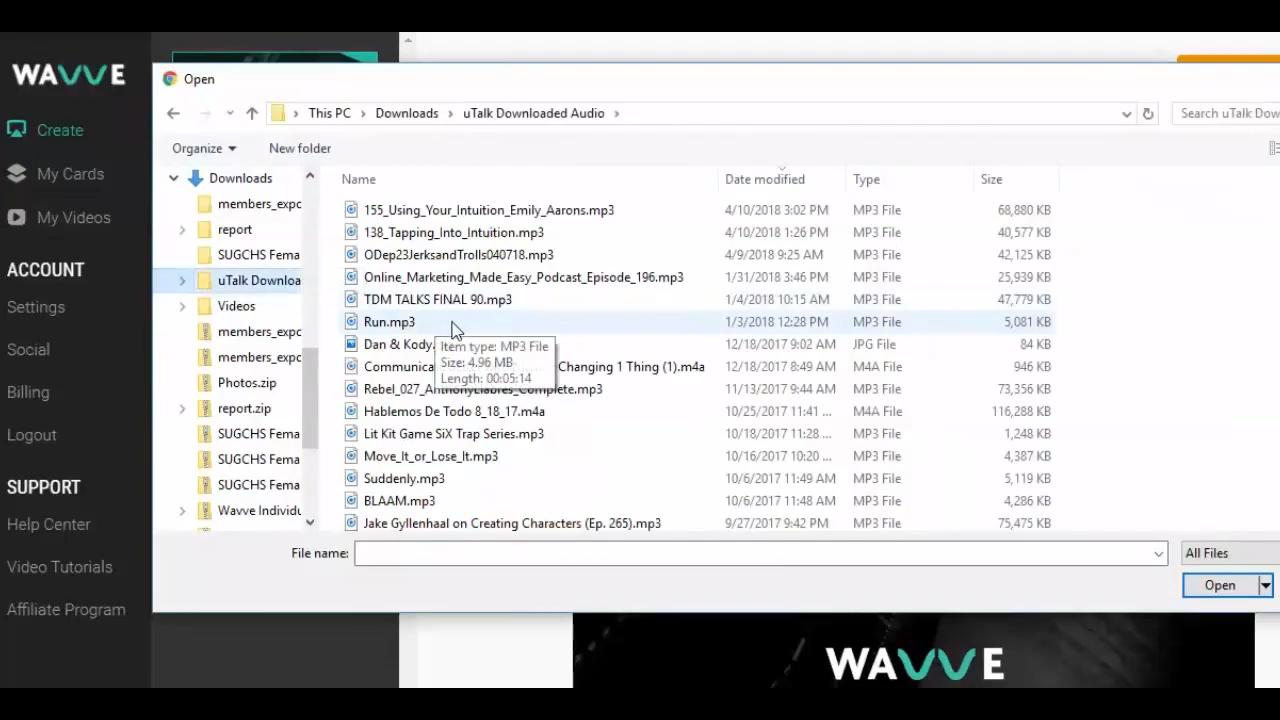 WAVVE
Create
My Cards
My Videos
ACCOUNT
Settings
Social
Billing
Logout
SUPPORT
Help Center
Video Tutorials
Affiliate Program
Open
This PC > Downloads > uTalk Downloaded Audio >
Search uTalk Dow
Organize
New folder
Downloads
members_expo
report
SUGCHS Fema
uTalk Downloa
Videos
members_expo
members_expo
Photos.zip
report.zip
SUGCHS Fema
SUGCHS Fema
SUGCHS Fema
Wavve Individu
Name Date modified Type Size
155_Using_Your_Intuition_Emily_Aarons.mp3 4/10/2018 3:02 PM MP3 File 68,880 KB
138_Tapping_Into_Intuition.mp3 4/10/2018 1:26 PM MP3 File 40,577 KB
ODep23JerksandTrolls040718.mp3 4/9/2018 9:25 AM MP3 File 42,125 KB
Online_Marketing_Made_Easy_Podcast_Episode_196.mp3 1/31/2018 3:46 PM MP3 File 25,939 KB
TDM TALKS FINAL 90.mp3 1/4/2018 10:15 AM MP3 File 47,779 KB
Run.mp3 1/3/2018 12:28 PM MP3 File 5,081 KB
Dan & Kody. 12/18/2017 9:02 AM JPG File 84 KB
Communica Changing 1 Thing (1).m4a 12/18/2017 8:49 AM M4A File 946 KB
Rebel_027_AnthonyLlabres_Complete.mp3 11/13/2017 9:44 AM MP3 File 73,356 KB
Hablemos De Todo 8_18_17.m4a 10/25/2017 11:41 ... M4A File 116,288 KB
Lit Kit Game SiX Trap Series.mp3 10/18/2017 11:28 ... MP3 File 1,248 KB
Move_It_or_Lose_It.mp3 10/16/2017 10:20 ... MP3 File 4,387 KB
Suddenly.mp3 10/6/2017 11:49 AM MP3 File 5,119 KB
BLAAM.mp3 10/6/2017 11:48 AM MP3 File 4,286 KB
Jake Gyllenhaal on Creating Characters (Ep. 265).mp3 9/27/2017 9:42 PM MP3 File 75,475 KB
Item type: MP3 File
Size: 4.96 MB
Length: 00:05:14
File name:
All Files
Open
WAVVE